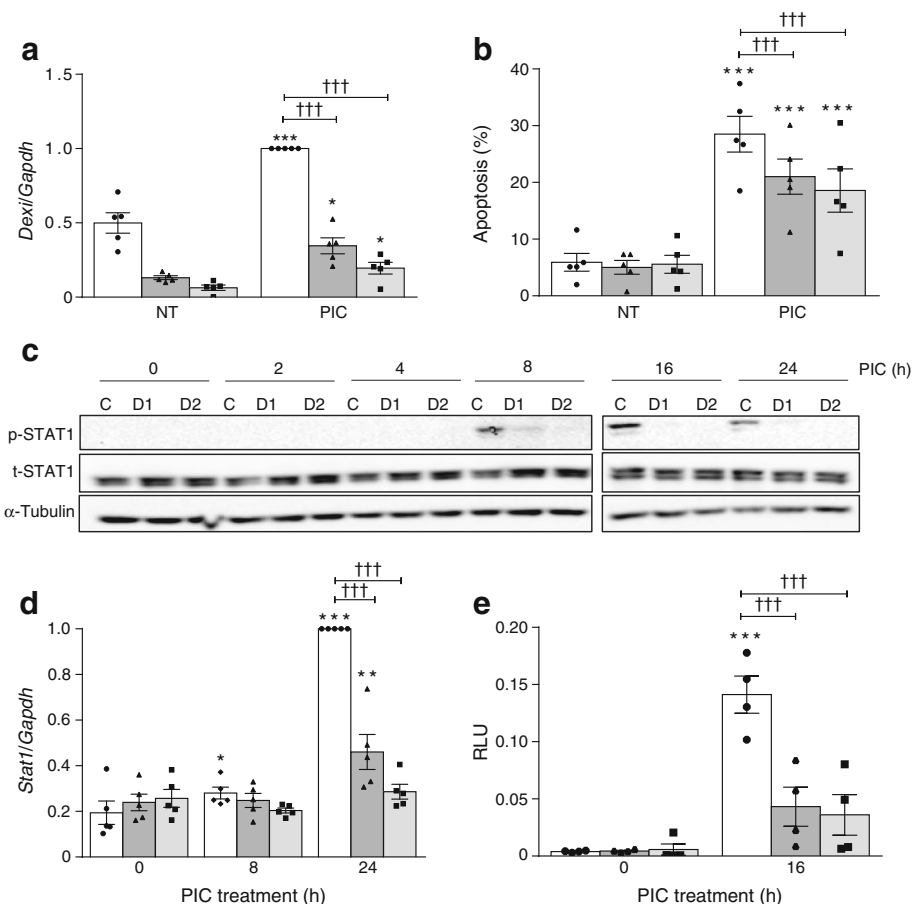 a
b
†††
†††
***
*
*
Dexi/Gapdh
1.5
1.0
0.5
0
NT
PIC
†††
†††
***
***
***
Apoptosis (%)
40
30
20
10
0
NT
PIC
c
0
2
4
8
16
24
PIC (h)
C D1 D2 C D1 D2 C D1 D2 C D1 D2 C D1 D2 C D1 D2
p-STAT1
t-STAT1
α-Tubulin
d
†††
†††
***
**
*
Stat1/Gapdh
1.0
0.8
0.6
0.4
0.2
0
0
8
24
PIC treatment (h)
e
†††
†††
***
RLU
0.20
0.15
0.10
0.05
0
0
16
PIC treatment (h)